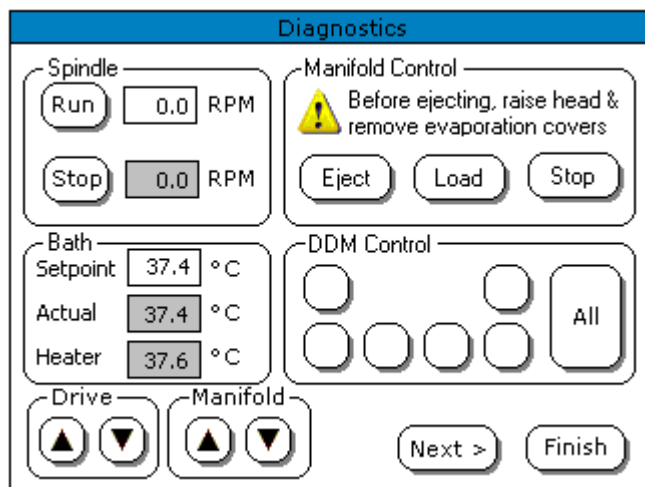 Diagnostics
Spindle
Run 0.0 RPM
Stop 0.0 RPM
Manifold Control
Before ejecting, raise head &
remove evaporation covers
Eject Load Stop
Bath
Setpoint 37.4 °C
Actual 37.4 °C
Heater 37.6 °C
DDM Control
All
Drive
Manifold
Next >
Finish